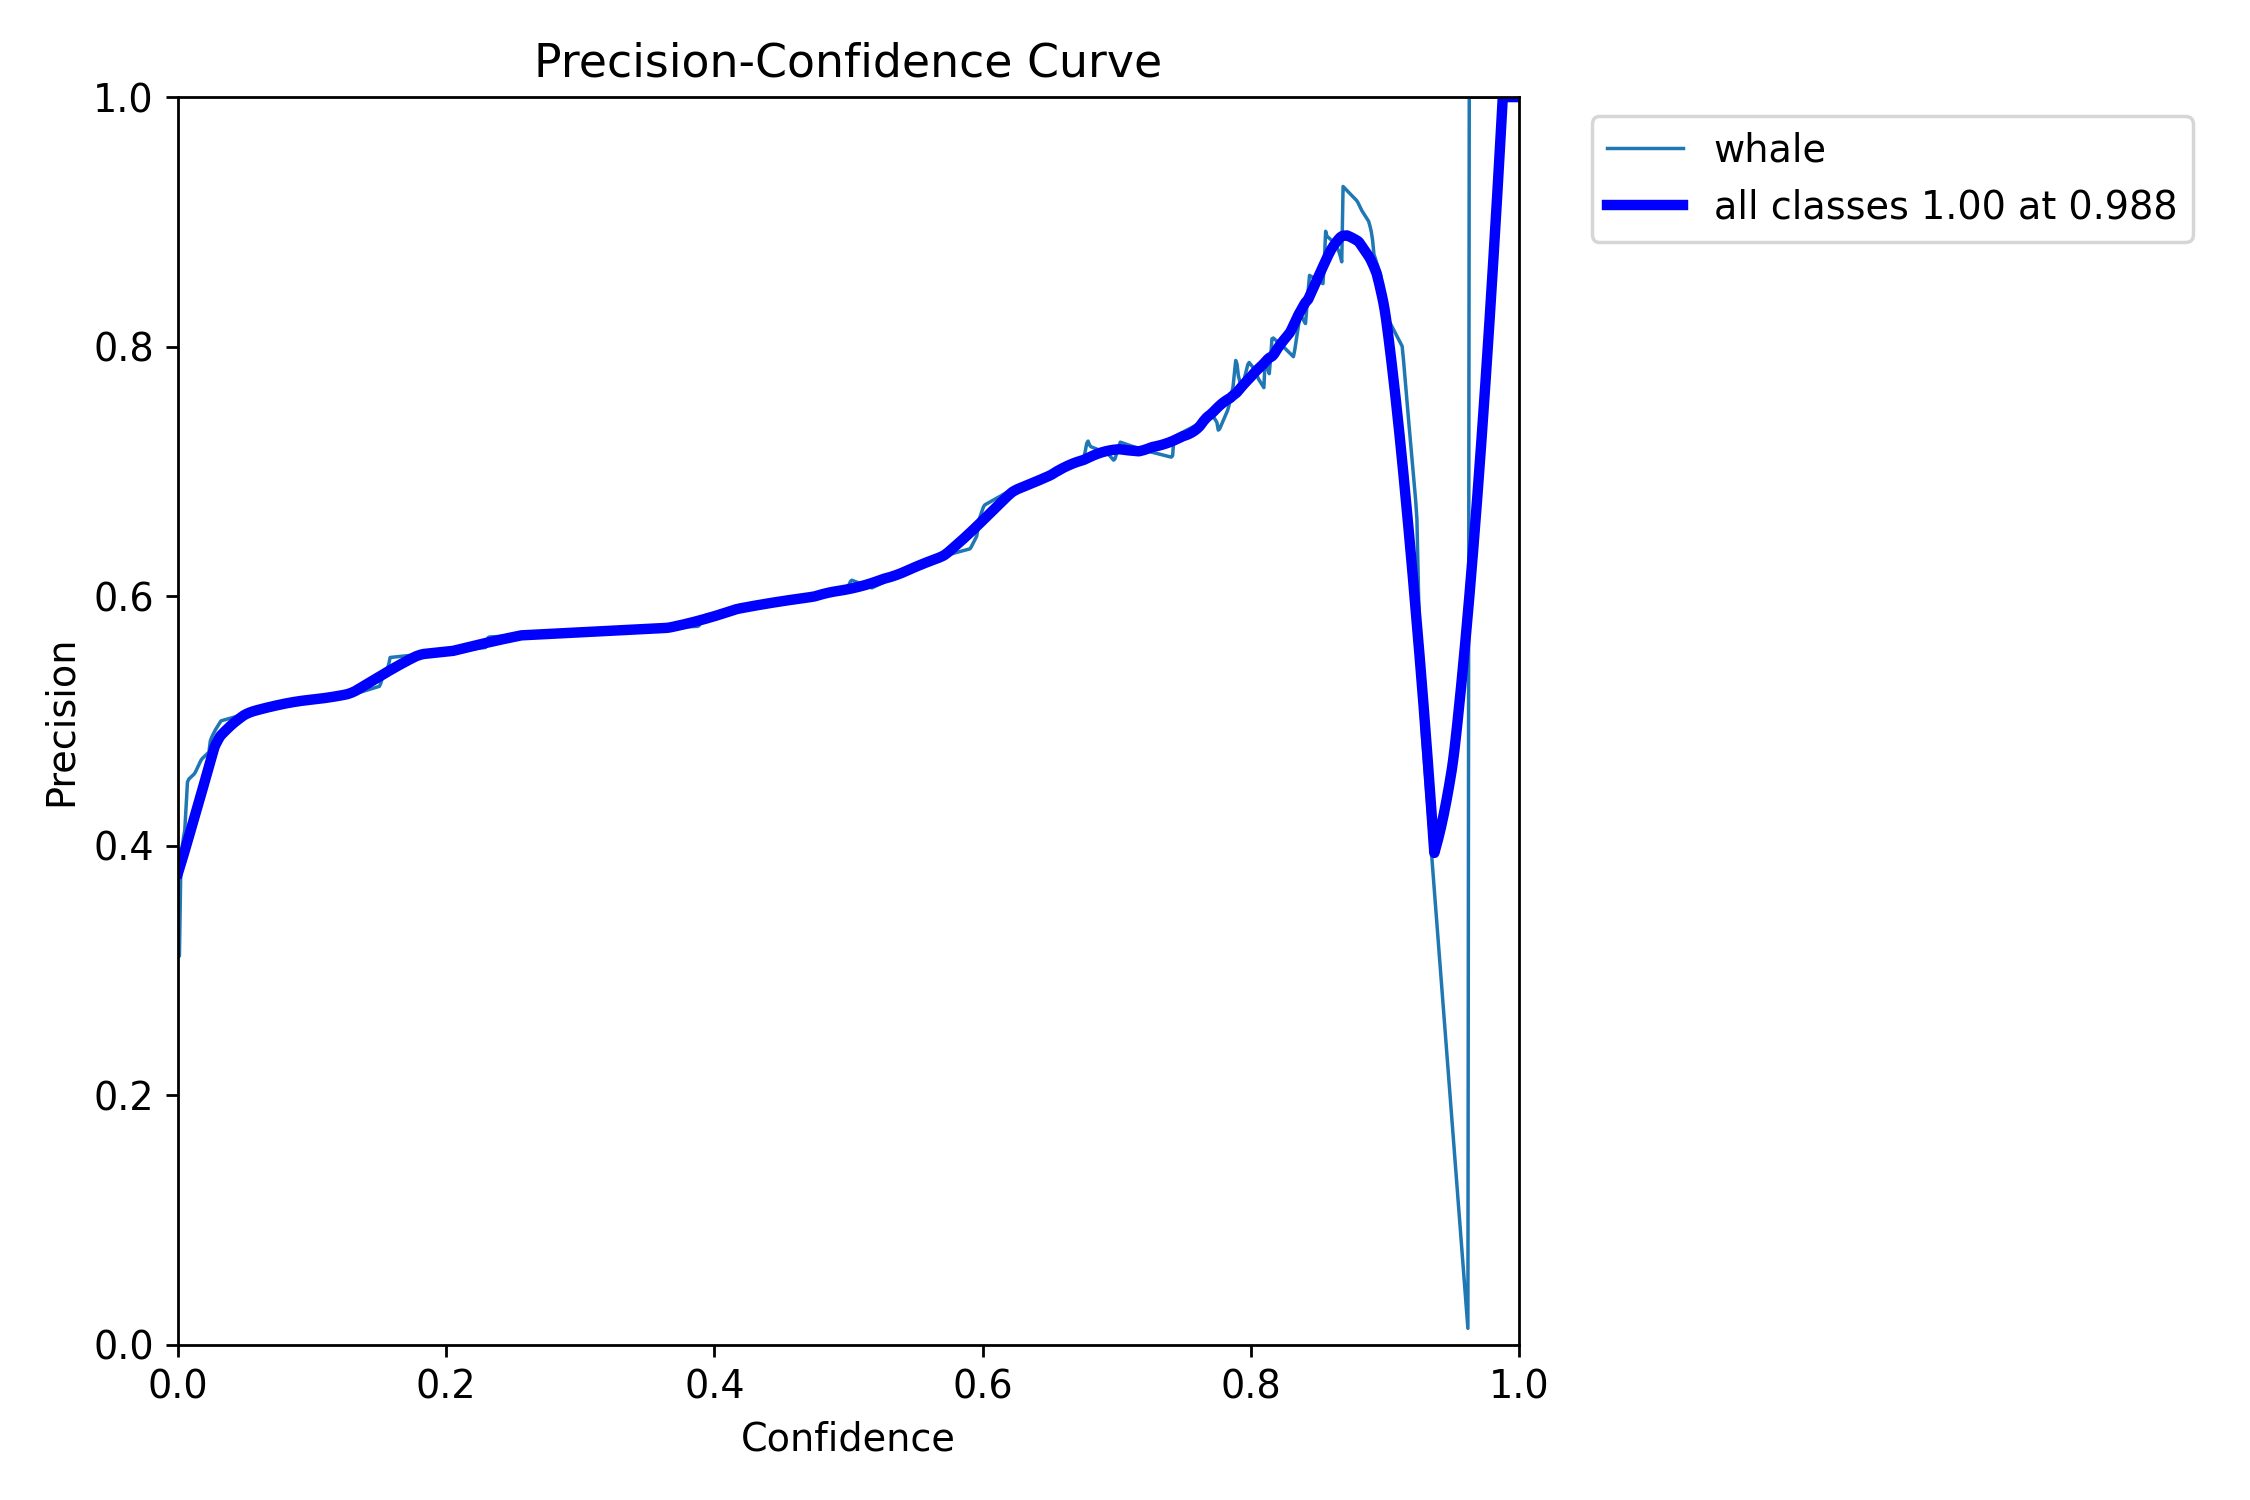 Precision-Confidence Curve
1.0
0.8
0.6
0.4
0.2
0.0
Precision
0.0 0.2 0.4 0.6 0.8 1.0
Confidence
whale
all classes 1.00 at 0.988